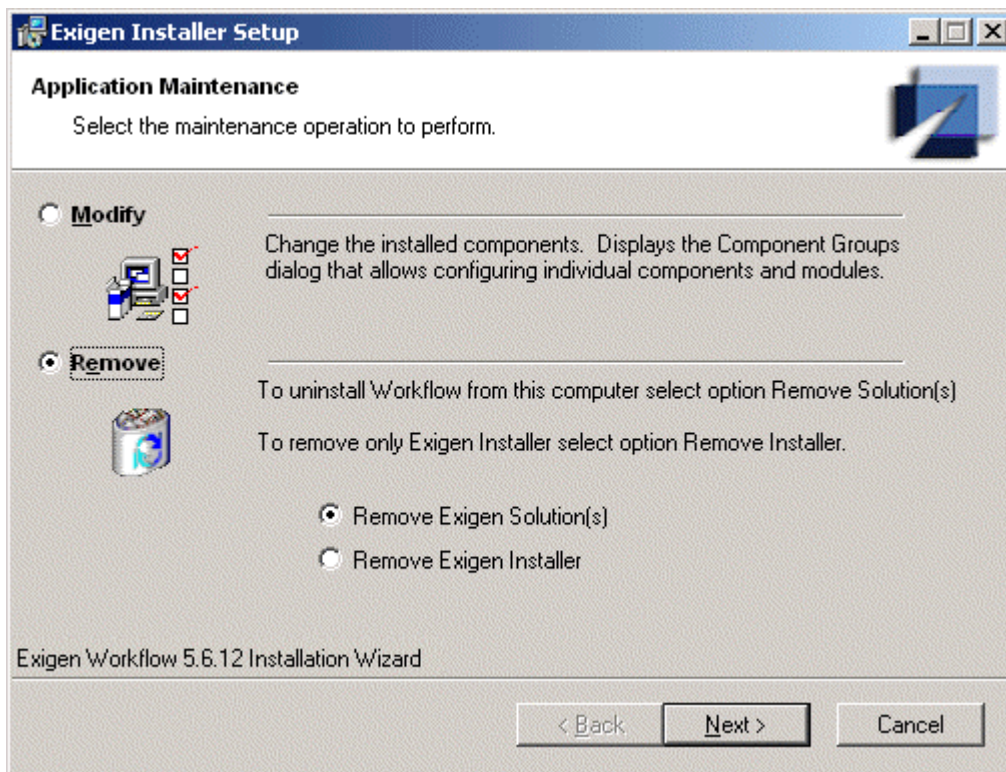 Exigen Installer Setup
Application Maintenance
Select the maintenance operation to perform.
Modify
Change the installed components.  Displays the Component Groups
dialog that allows configuring individual components and modules.
Remove
To uninstall Workflow from this computer select option Remove Solution(s)
To remove only Exigen Installer select option Remove Installer.
Remove Exigen Solution(s)
Remove Exigen Installer
Exigen Workflow 5.6.12 Installation Wizard
< Back
Next >
Cancel